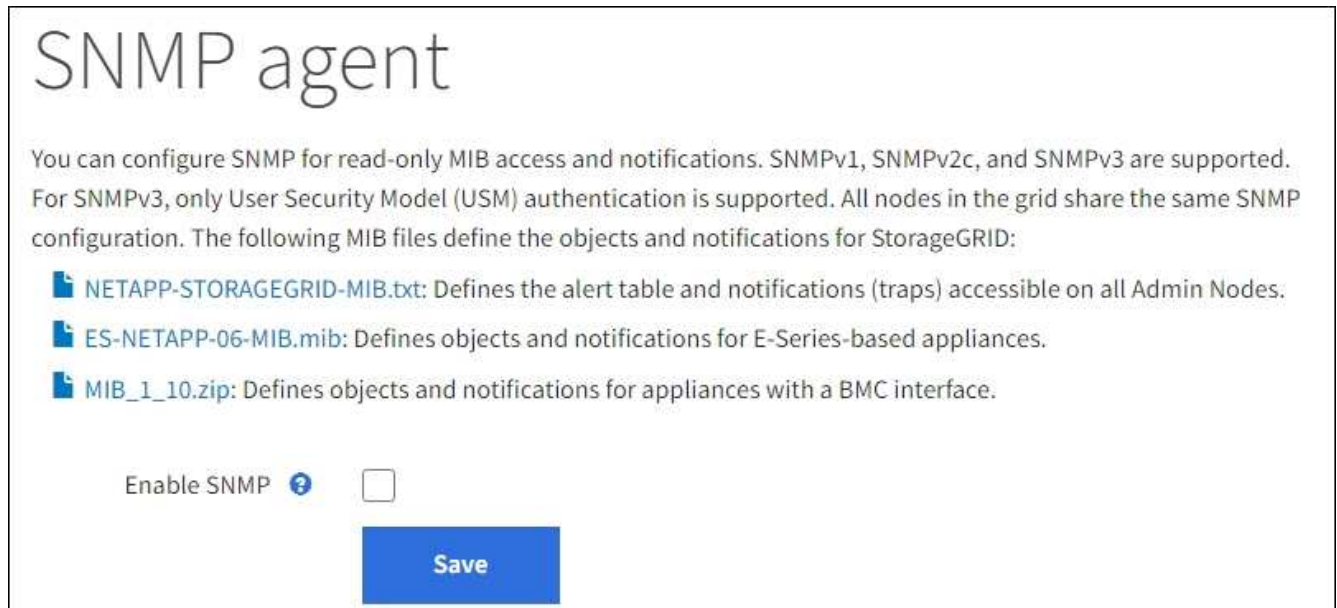 SNMP agent
You can configure SNMP for read-only MIB access and notifications. SNMPv1, SNMPv2c, and SNMPv3 are supported.
For SNMPv3, only User Security Model (USM) authentication is supported. All nodes in the grid share the same SNMP
configuration. The following MIB files define the objects and notifications for StorageGRID:
NETAPP-STORAGEGRID-MIB.txt: Defines the alert table and notifications (traps) accessible on all Admin Nodes.
ES-NETAPP-06-MIB.mib: Defines objects and notifications for E-Series-based appliances.
MIB_1_10.zip: Defines objects and notifications for appliances with a BMC interface.
Enable SNMP ?
Save